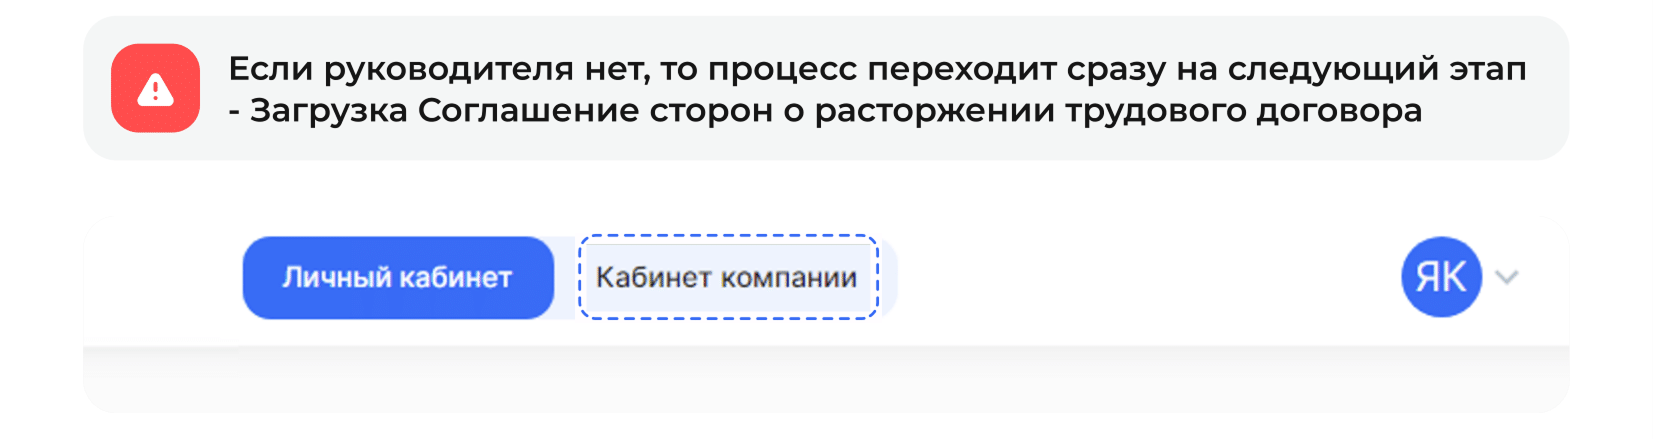 Если руководителя нет, то процесс переходит сразу на следующий этап
- Загрузка Соглашение сторон о расторжении трудового договора
Личный кабинет Кабинет компании ЯК